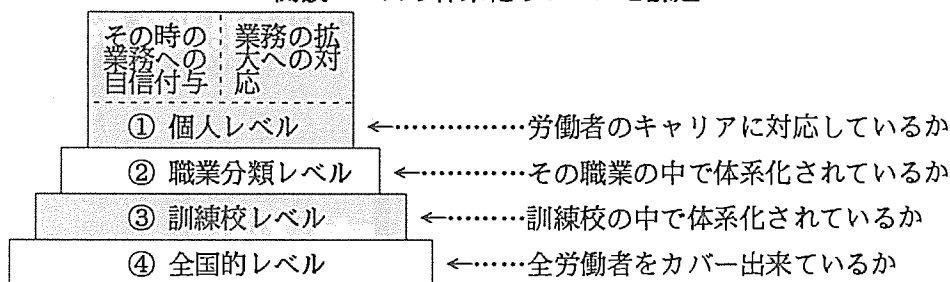 その時の業務への自信付与
業務の拡大への対応
① 個人レベル ←……………労働者のキャリアに対応しているか
② 職業分類レベル ←…………その職業の中で体系化されているか
③ 訓練校レベル ←………訓練校の中で体系化されているか
④ 全国的レベル ←……全労働者をカバー出来ているか